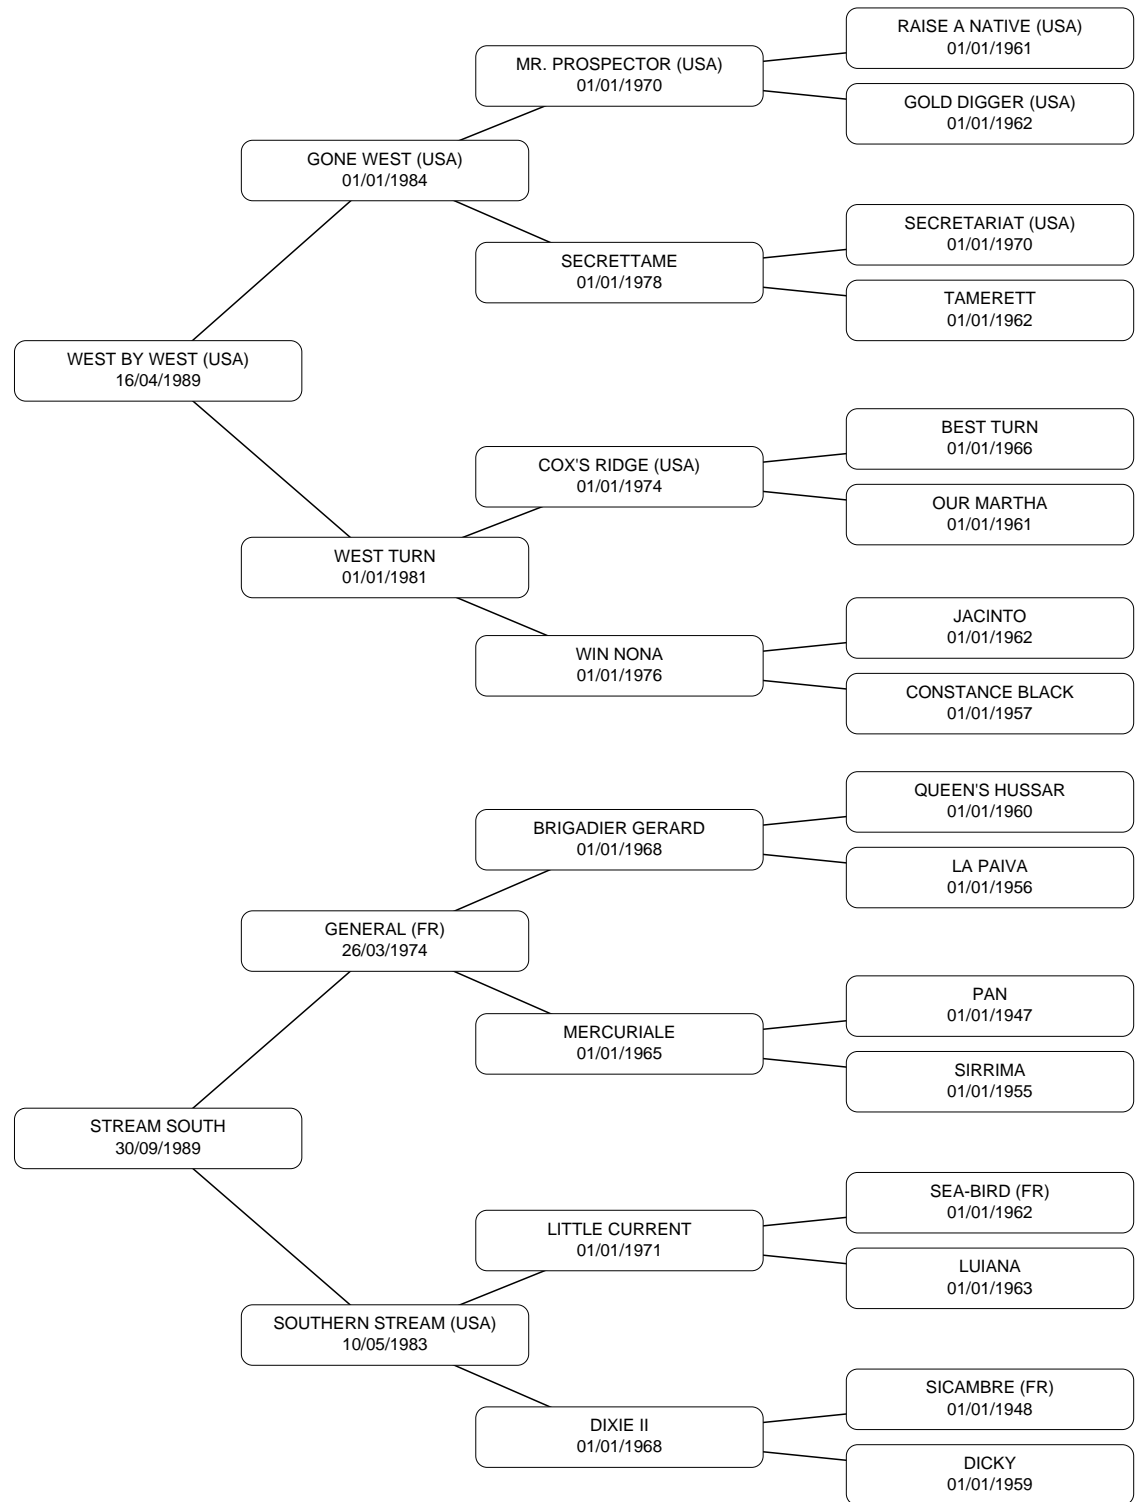 RAISE A NATIVE (USA)
01/01/1961
MR. PROSPECTOR (USA)
01/01/1970
GOLD DIGGER (USA)
01/01/1962
GONE WEST (USA)
01/01/1984
SECRETARIAT (USA)
01/01/1970
SECRETTAME
01/01/1978
TAMERETT
01/01/1962
WEST BY WEST (USA)
16/04/1989
BEST TURN
01/01/1966
COX'S RIDGE (USA)
01/01/1974
OUR MARTHA
01/01/1961
WEST TURN
01/01/1981
JACINTO
01/01/1962
WIN NONA
01/01/1976
CONSTANCE BLACK
01/01/1957
QUEEN'S HUSSAR
01/01/1960
BRIGADIER GERARD
01/01/1968
LA PAIVA
01/01/1956
GENERAL (FR)
26/03/1974
PAN
01/01/1947
MERCURIALE
01/01/1965
SIRRIMA
01/01/1955
STREAM SOUTH
30/09/1989
SEA-BIRD (FR)
01/01/1962
LITTLE CURRENT
01/01/1971
LUIANA
01/01/1963
SOUTHERN STREAM (USA)
10/05/1983
SICAMBRE (FR)
01/01/1948
DIXIE II
01/01/1968
DICKY
01/01/1959